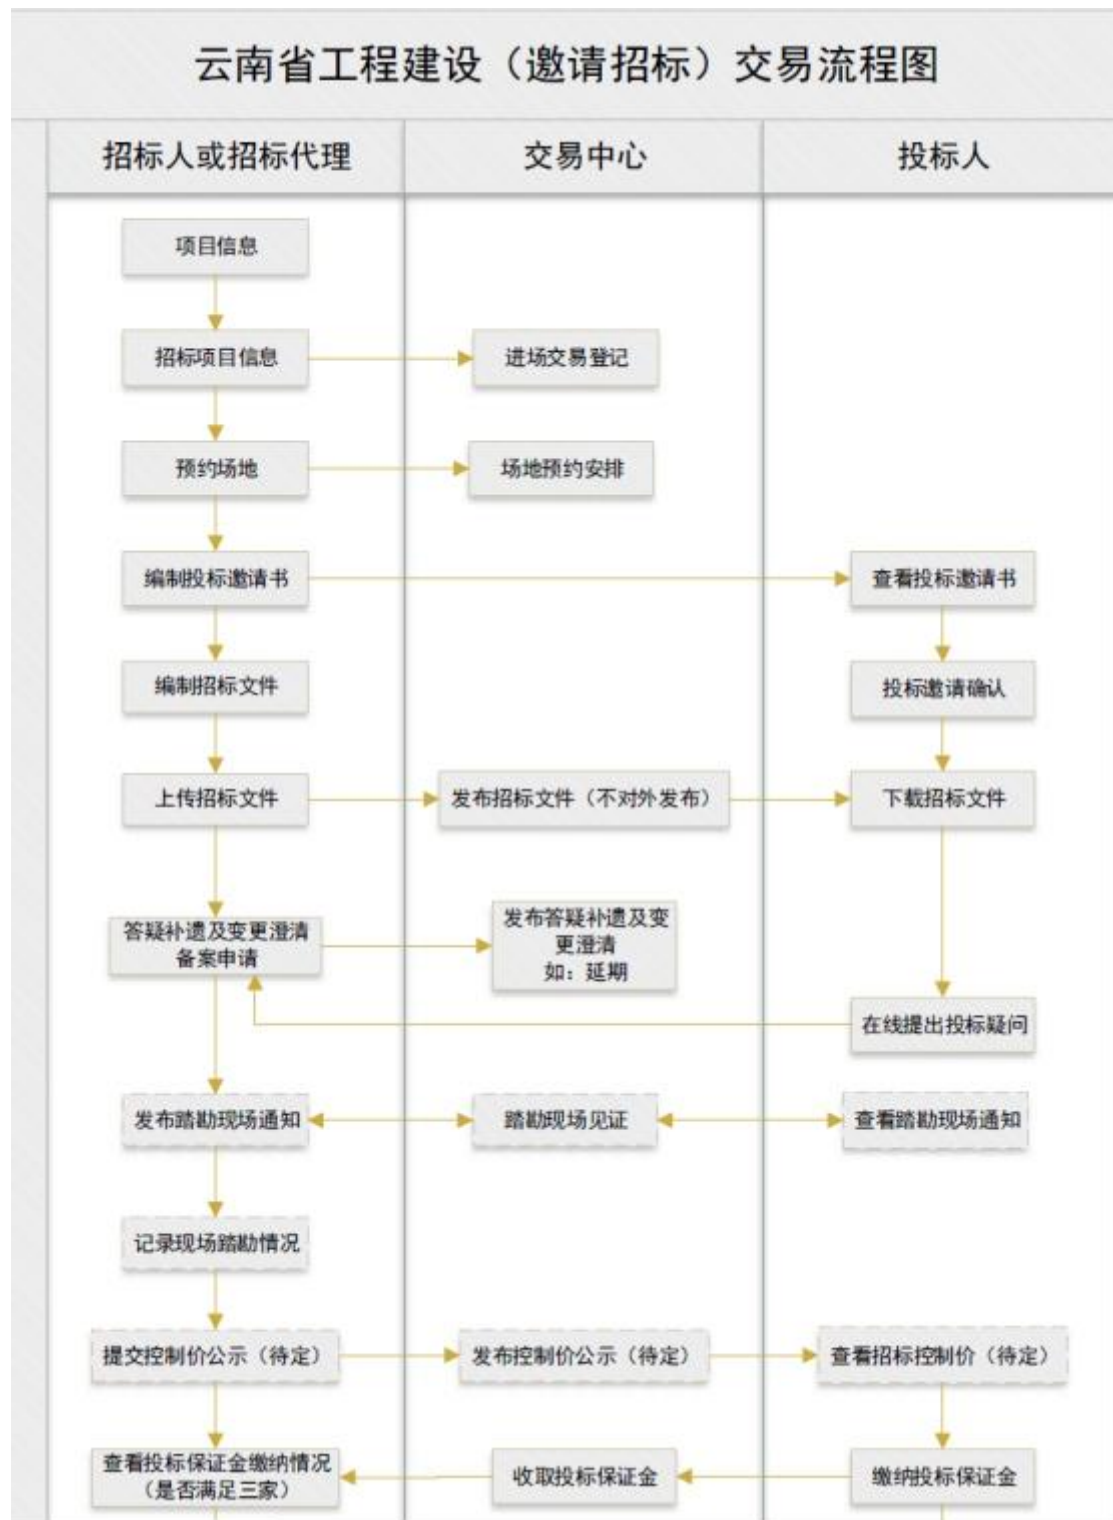 云南省工程建设（邀请招标）交易流程图
招标人或招标代理
交易中心
投标人
项目信息
招标项目信息
进场交易登记
预约场地
场地预约安排
编制投标邀请书
查看投标邀请书
编制招标文件
投标邀请确认
上传招标文件
发布招标文件（不对外发布）
下载招标文件
答疑补遗及变更澄清
备案申请
发布答疑补遗及变
更澄清
如：延期
在线提出投标疑问
发布踏勘现场通知
踏勘现场见证
查看踏勘现场通知
记录现场踏勘情况
提交控制价公示（待定）
发布控制价公示（待定）
查看招标控制价（待定）
查看投标保证金缴纳情况
（是否满足三家）
收取投标保证金
缴纳投标保证金